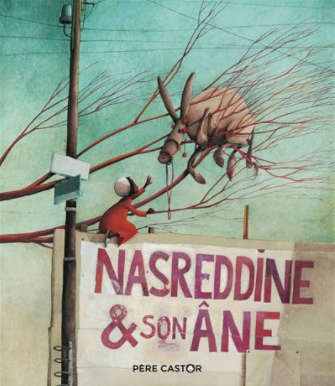 NASREDDINE
& SON ÂNE
PÈRE CASTOR